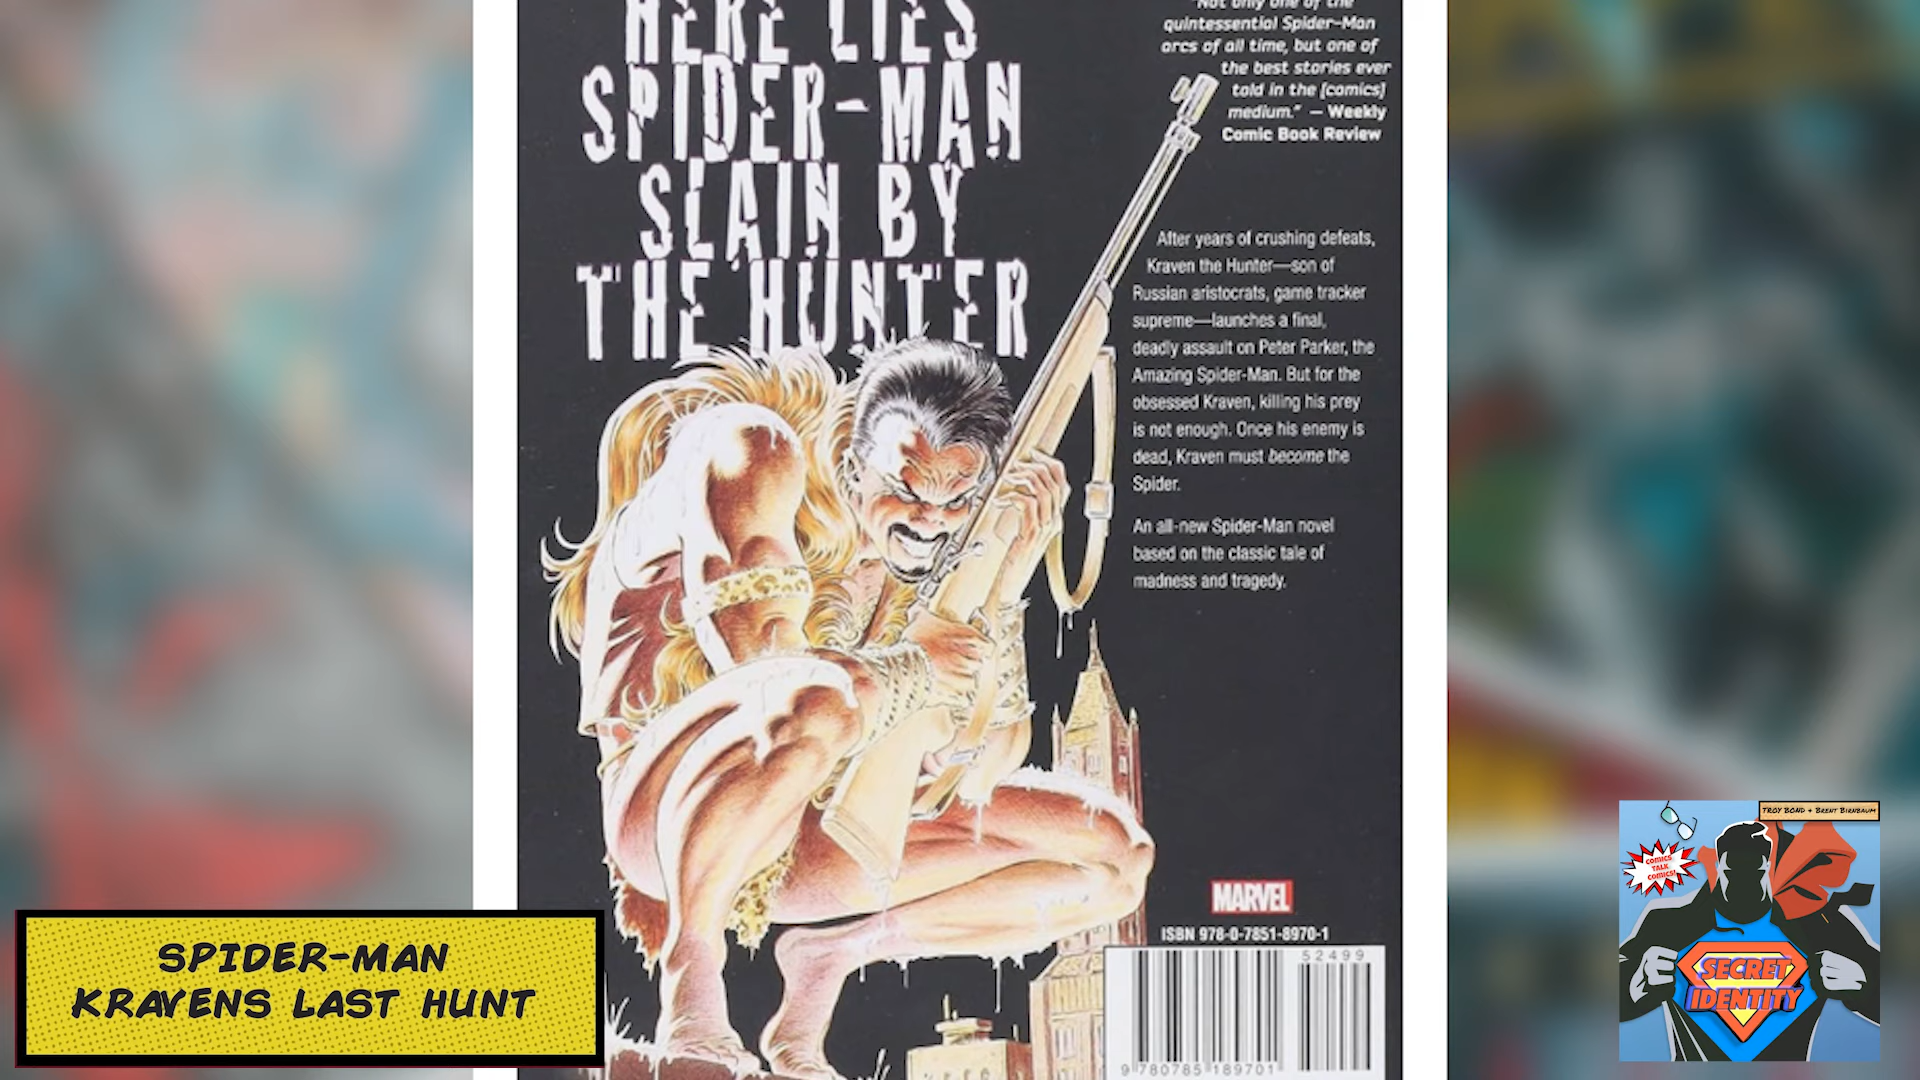 HERE LIES
SPIDER-MAN
SLAIN BY
THE HUNTER
"Not only one of the
quintessential Spider-Man
arcs of all time, but one of
the best stories ever
told in the [comics]
medium." — Weekly
Comic Book Review
After years of crushing defeats,
Kraven the Hunter—son of
Russian aristocrats, game tracker
supreme—launches a final,
deadly assault on Peter Parker, the
Amazing Spider-Man. But for the
obsessed Kraven, killing his prey
is not enough. Once his enemy is
dead, Kraven must become the
Spider.
An all-new Spider-Man novel
based on the classic tale of
madness and tragedy.
MARVEL
ISBN 978-0-7851-8970-1
52499
9 780785 189701
SPIDER-MAN
KRAVENS LAST HUNT
TROY BOND + BRENT BIRNBAUM
COMICS
TALK
COMICS!
SECRET
IDENTITY